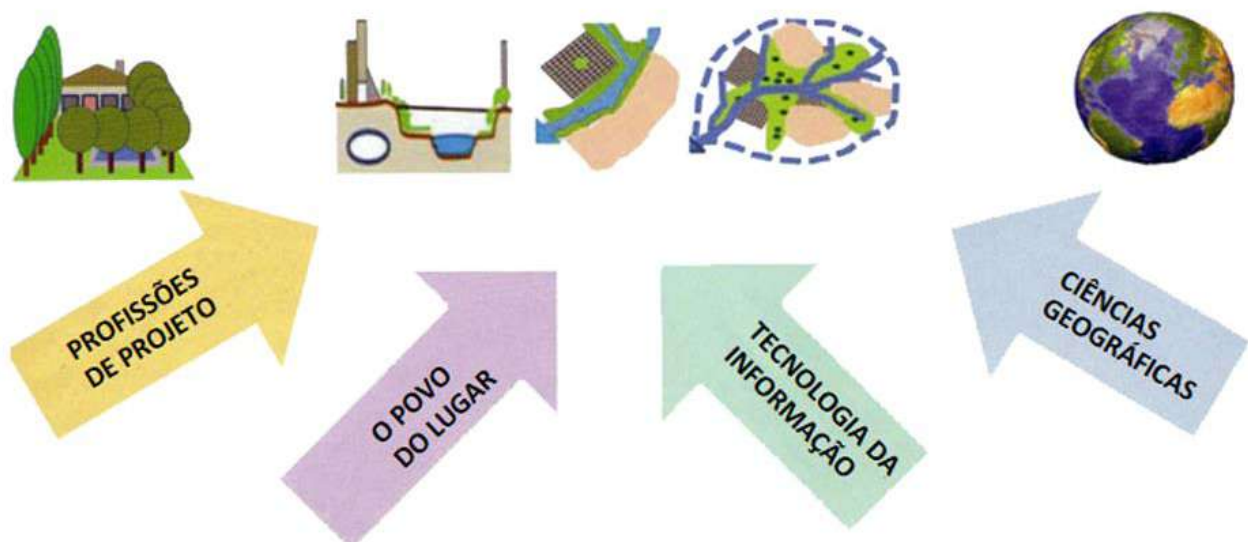 PROFISSÕES
DE PROJETO
O POVO
DO LUGAR
TECNOLOGIA DA
INFORMAÇÃO
CIÊNCIAS
GEOGRÁFICAS